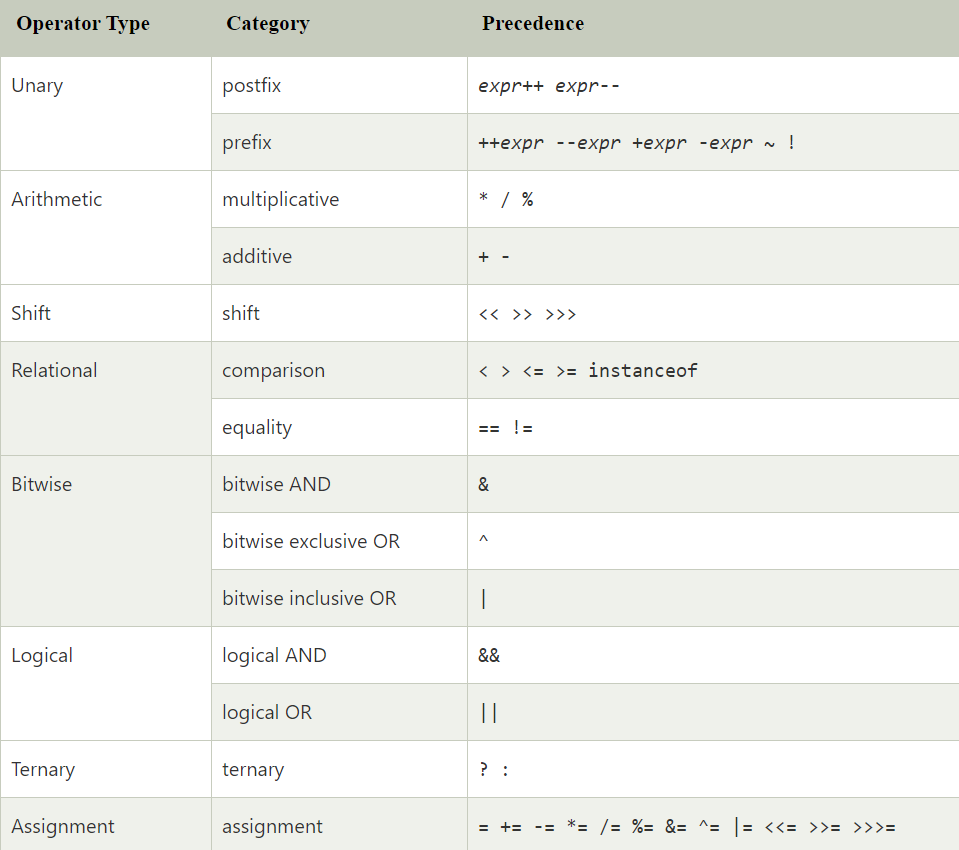 Operator Type Category Precedence
Unary postfix expr++ expr--
prefix ++expr --expr +expr -expr ~ !
Arithmetic multiplicative * / %
additive + -
Shift shift << >> >>>
Relational comparison < > <= >= instanceof
equality == !=
Bitwise bitwise AND &
bitwise exclusive OR ^
bitwise inclusive OR |
Logical logical AND &&
logical OR ||
Ternary ternary ? :
Assignment assignment = += -= *= /= %= &= ^= |= <<= >>= >>>=